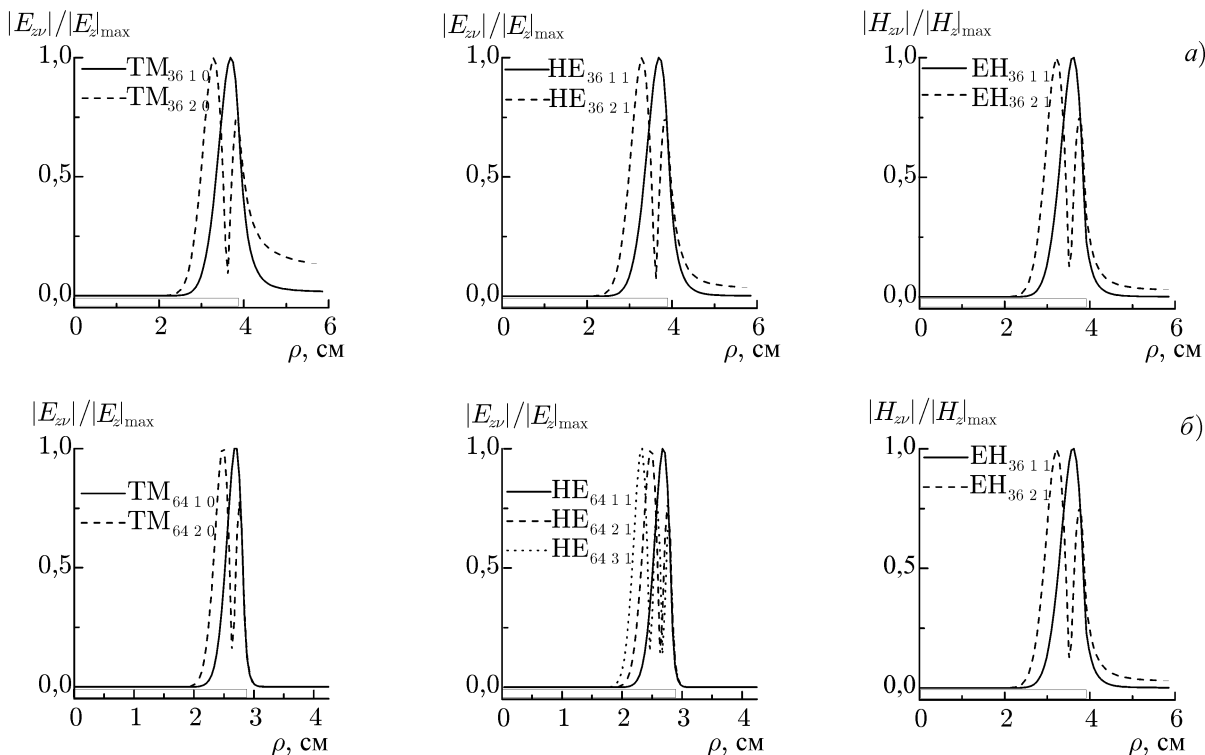 |E_zν|/|E_z|_max |E_zν|/|E_z|_max |H_zν|/|H_z|_max
1,0 1,0 1,0 а)
TM_36 1 0 HE_36 1 1 EH_36 1 1
TM_36 2 0 HE_36 2 1 EH_36 2 1
0,5 0,5 0,5
0,0 0,0 0,0
0 2 4 6 0 2 4 6 0 2 4 6
ρ, см ρ, см ρ, см
|E_zν|/|E_z|_max |E_zν|/|E_z|_max |H_zν|/|H_z|_max
1,0 1,0 1,0 б)
TM_64 1 0 HE_64 1 1 EH_36 1 1
TM_64 2 0 HE_64 2 1 EH_36 2 1
HE_64 3 1
0,5 0,5 0,5
0,0 0,0 0,0
0 1 2 3 4 0 1 2 3 4 0 2 4 6
ρ, см ρ, см ρ, см